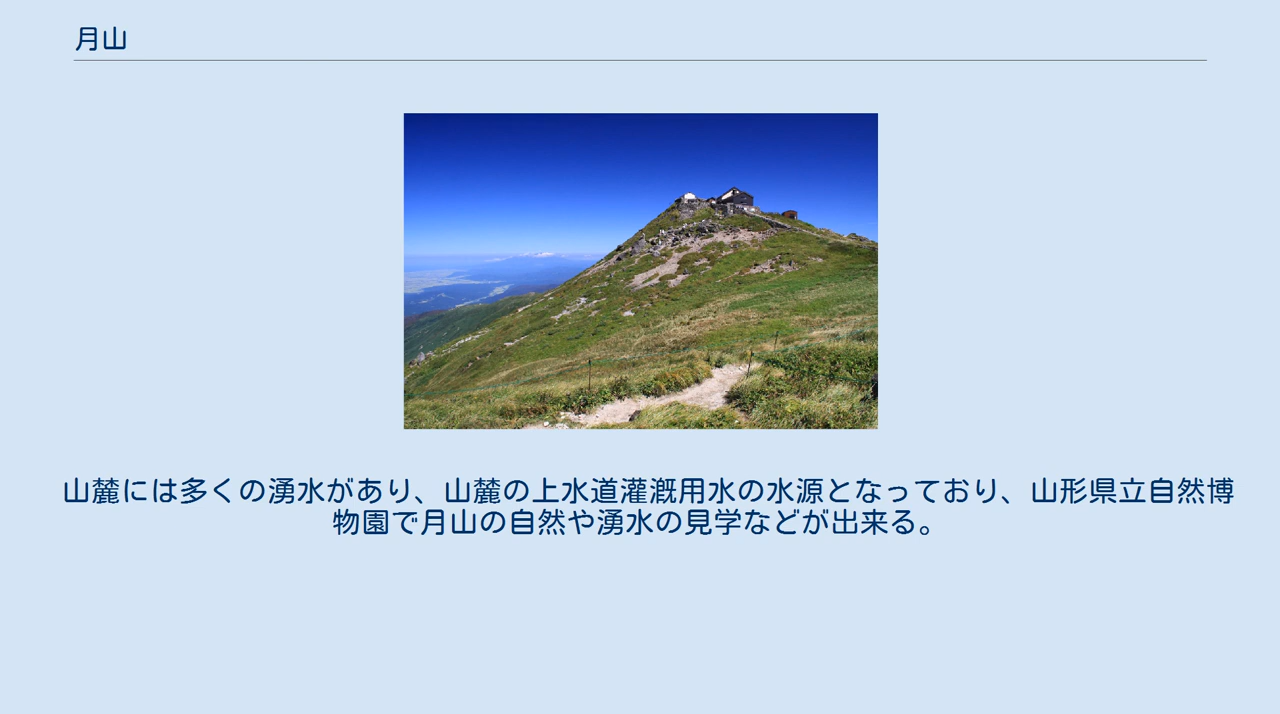 月山
山麓には多くの湧水があり、山麓の上水道灌漑用水の水源となっており、山形県立自然博
物園で月山の自然や湧水の見学などが出来る。